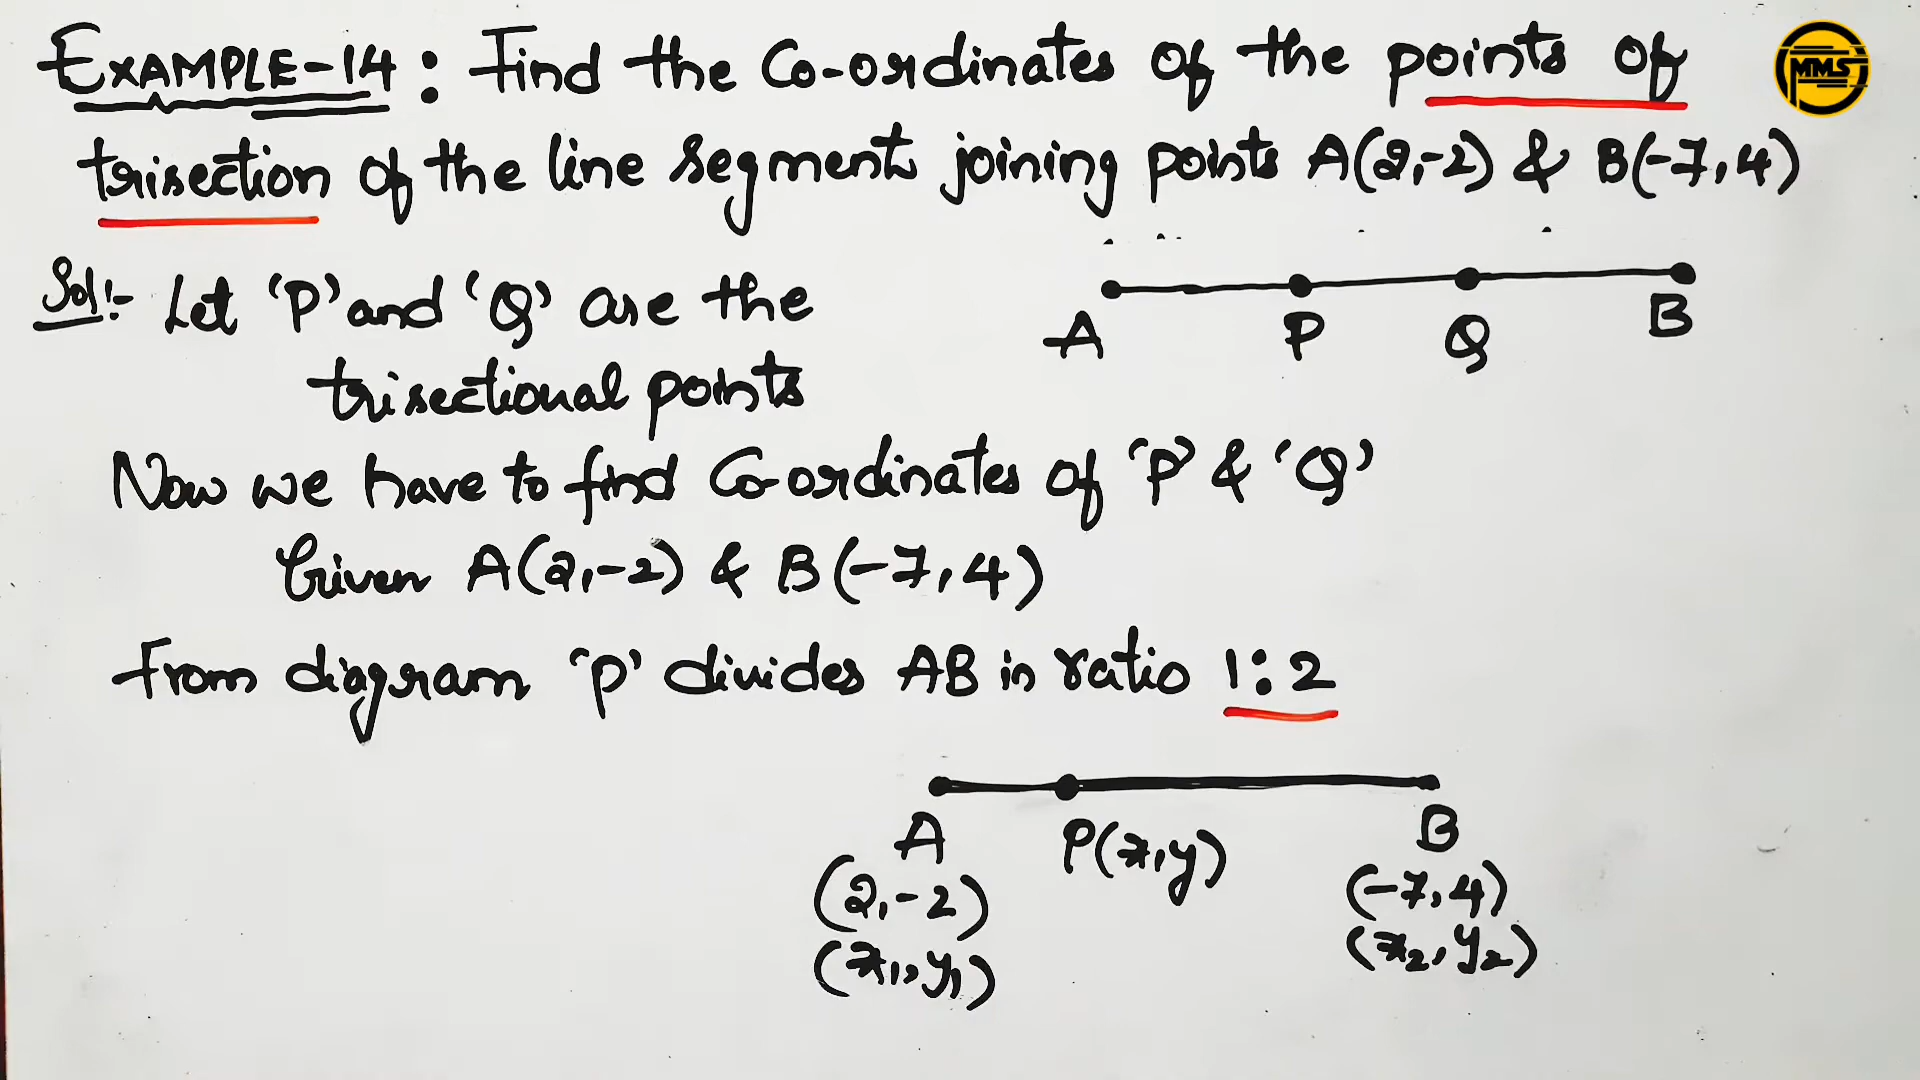 EXAMPLE-14: Find the Co-ordinates of the points of
trisection of the line segment joining points A(2,-2) & B(-7,4)
MMS
Sol:- Let 'P' and 'Q' are the
trisectional points
A P Q B
Now we have to find Co-ordinates of 'P' & 'Q'
Given A(2,-2) & B(-7,4)
From diagram 'P' divides AB in ratio 1:2
A P(x,y) B
(2,-2) (-7,4)
(x₁,y₁) (x₂,y₂)